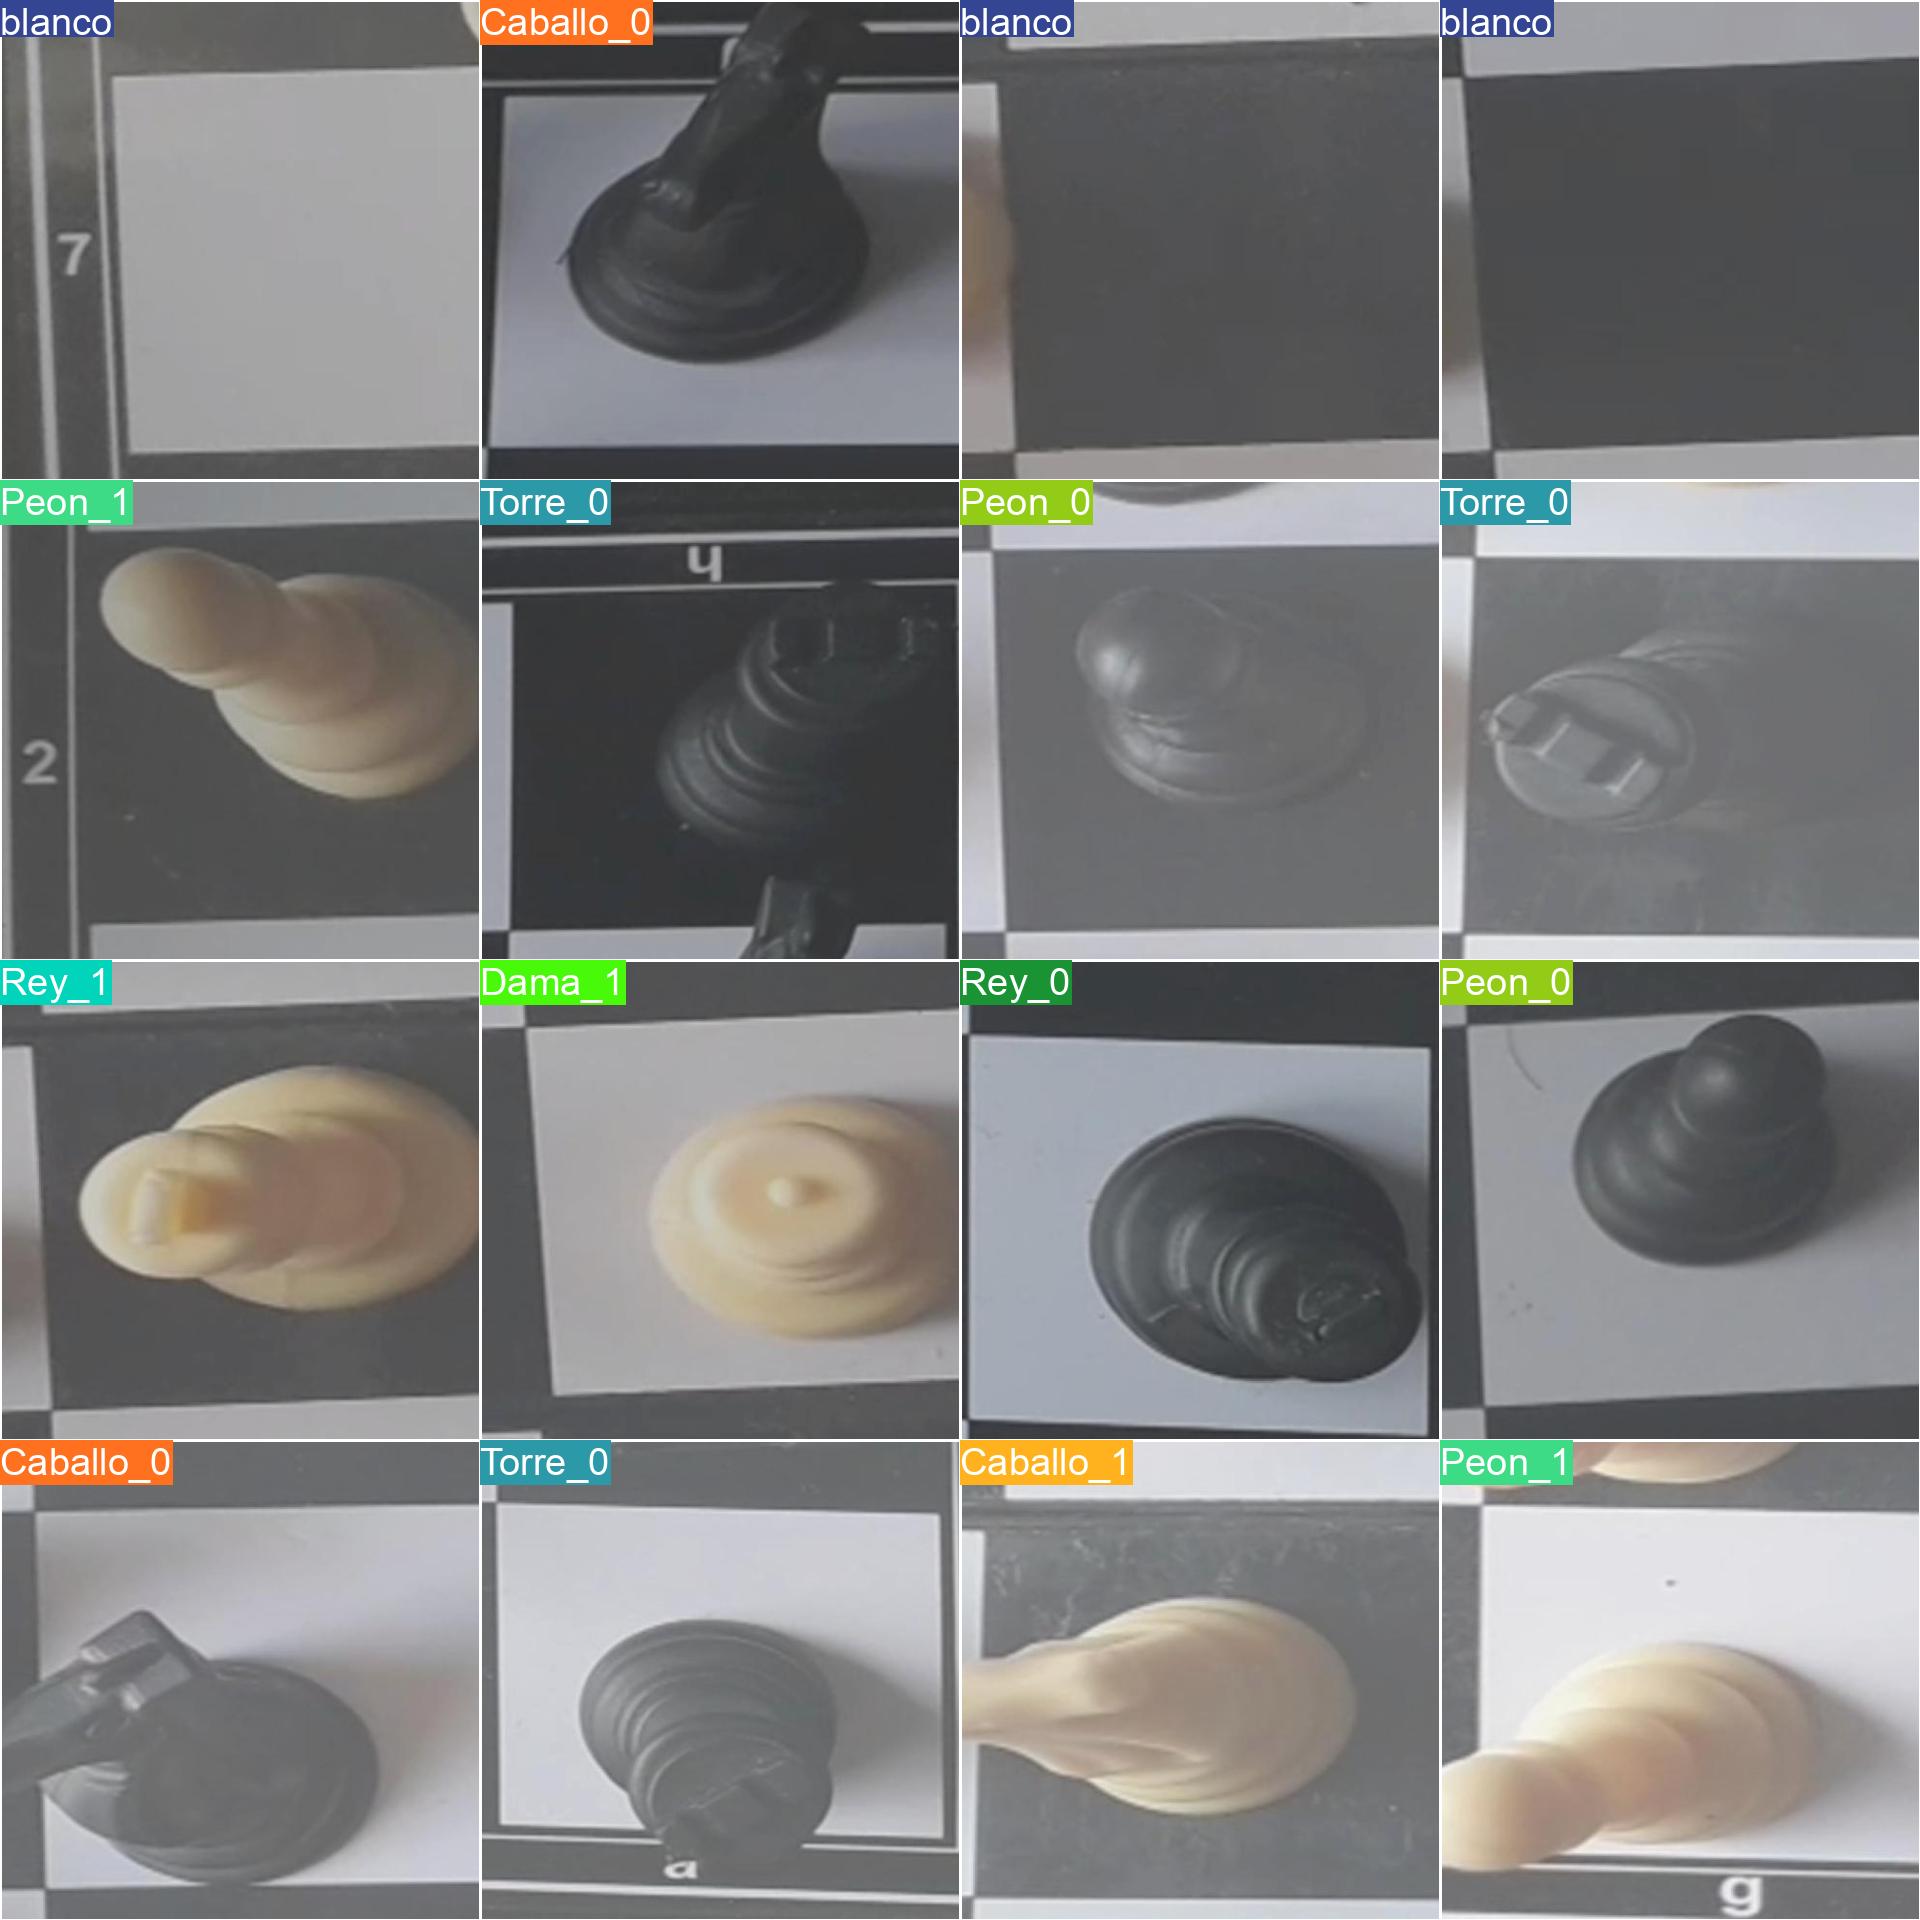 blanco
Caballo_0
blanco
blanco
7
Peon_1
Torre_0
Peon_0
Torre_0
h
2
Rey_1
Dama_1
Rey_0
Peon_0
Caballo_0
Torre_0
Caballo_1
Peon_1
a
g